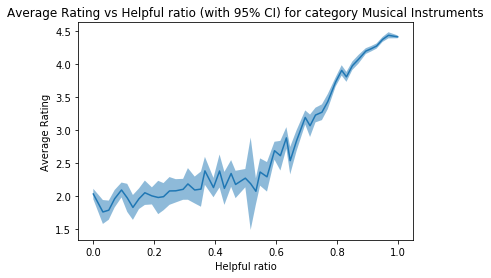 Average Rating vs Helpful ratio (with 95% CI) for category Musical Instruments
Average Rating
4.5
4.0
3.5
3.0
2.5
2.0
1.5
0.0 0.2 0.4 0.6 0.8 1.0
Helpful ratio